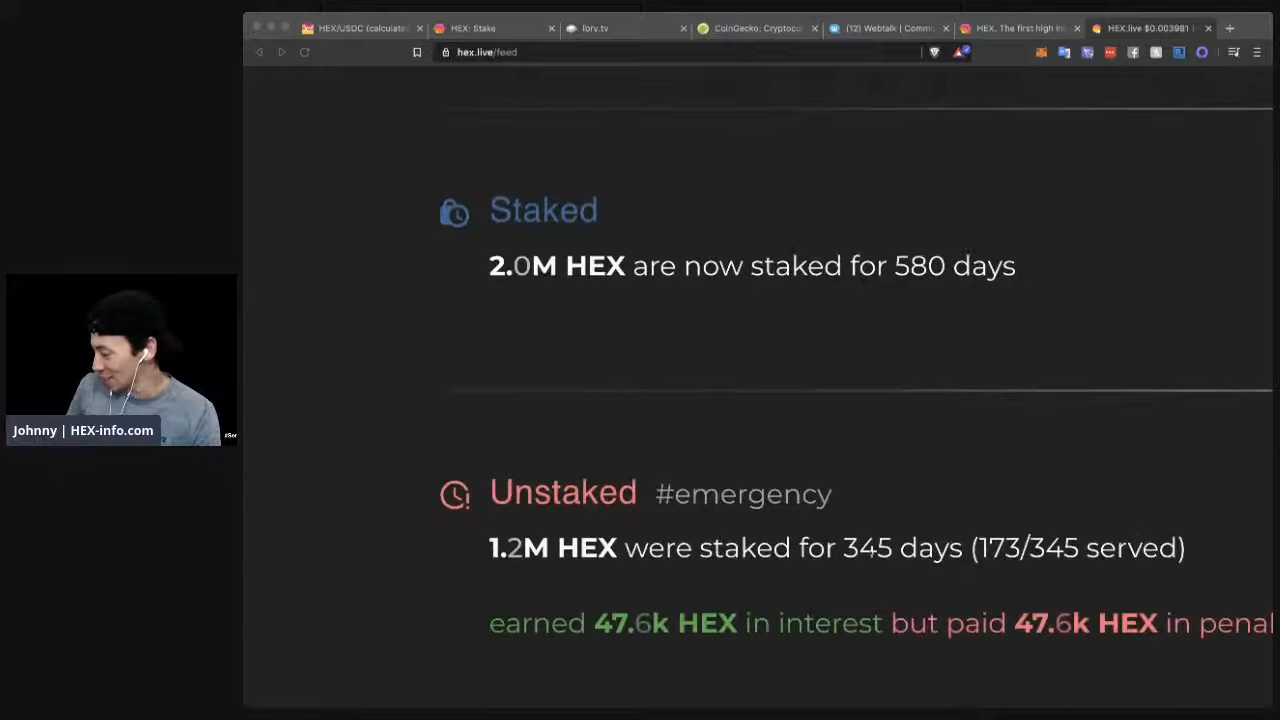 HEX/USDC (calculate
HEX: Stake
lbry.tv
CoinGecko: Cryptocu
(12) Webtalk | Commu
HEX. The first high in
HEX.live $0.003981 |
hex.live/feed
Staked
2.0M HEX are now staked for 580 days
Unstaked #emergency
1.2M HEX were staked for 345 days (173/345 served)
earned 47.6k HEX in interest but paid 47.6k HEX in penal
Johnny | HEX-info.com